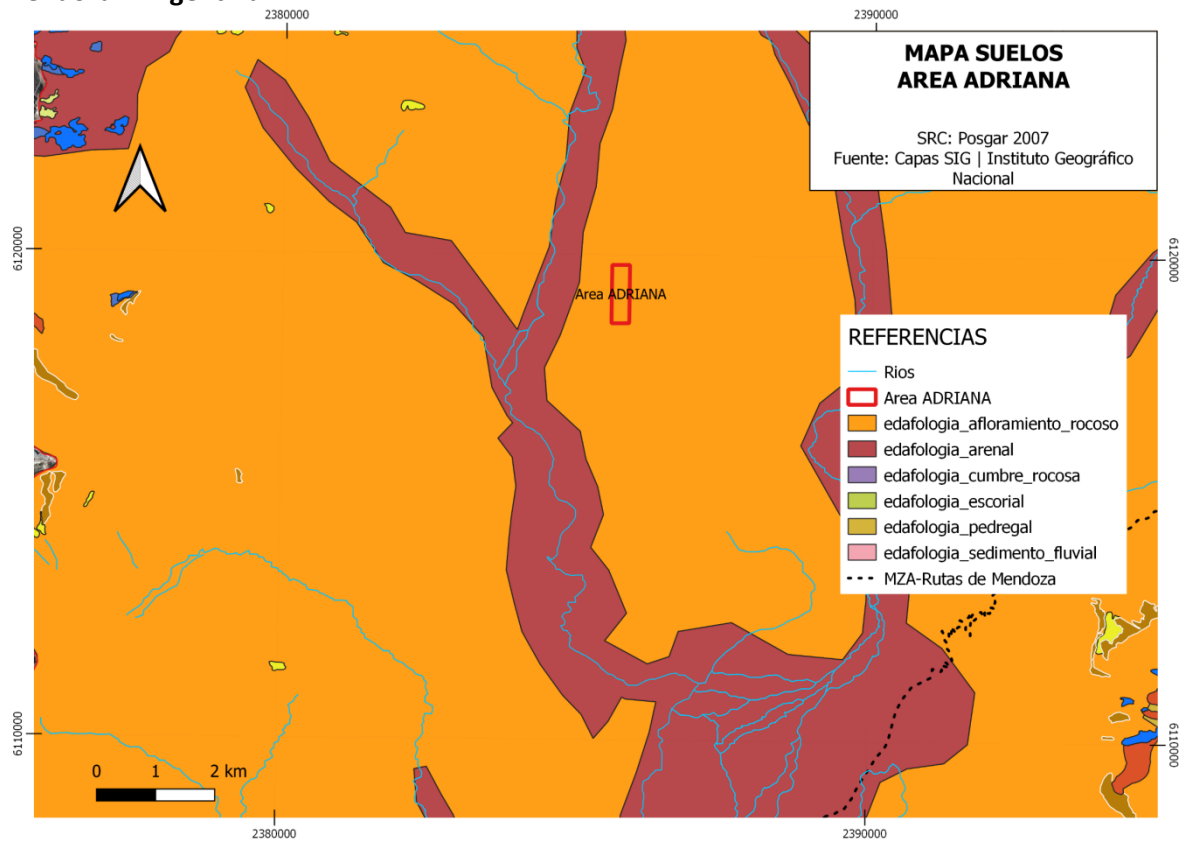 2380000
2390000
MAPA SUELOS
AREA ADRIANA
SRC: Posgar 2007
Fuente: Capas SIG | Instituto Geográfico
Nacional
6120000
6120000
Area ADRIANA
REFERENCIAS
Rios
Area ADRIANA
edafologia_afloramiento_rocoso
edafologia_arenal
edafologia_cumbre_rocosa
edafologia_escorial
edafologia_pedregal
edafologia_sedimento_fluvial
MZA-Rutas de Mendoza
6110000
6110000
0 1 2 km
2380000
2390000